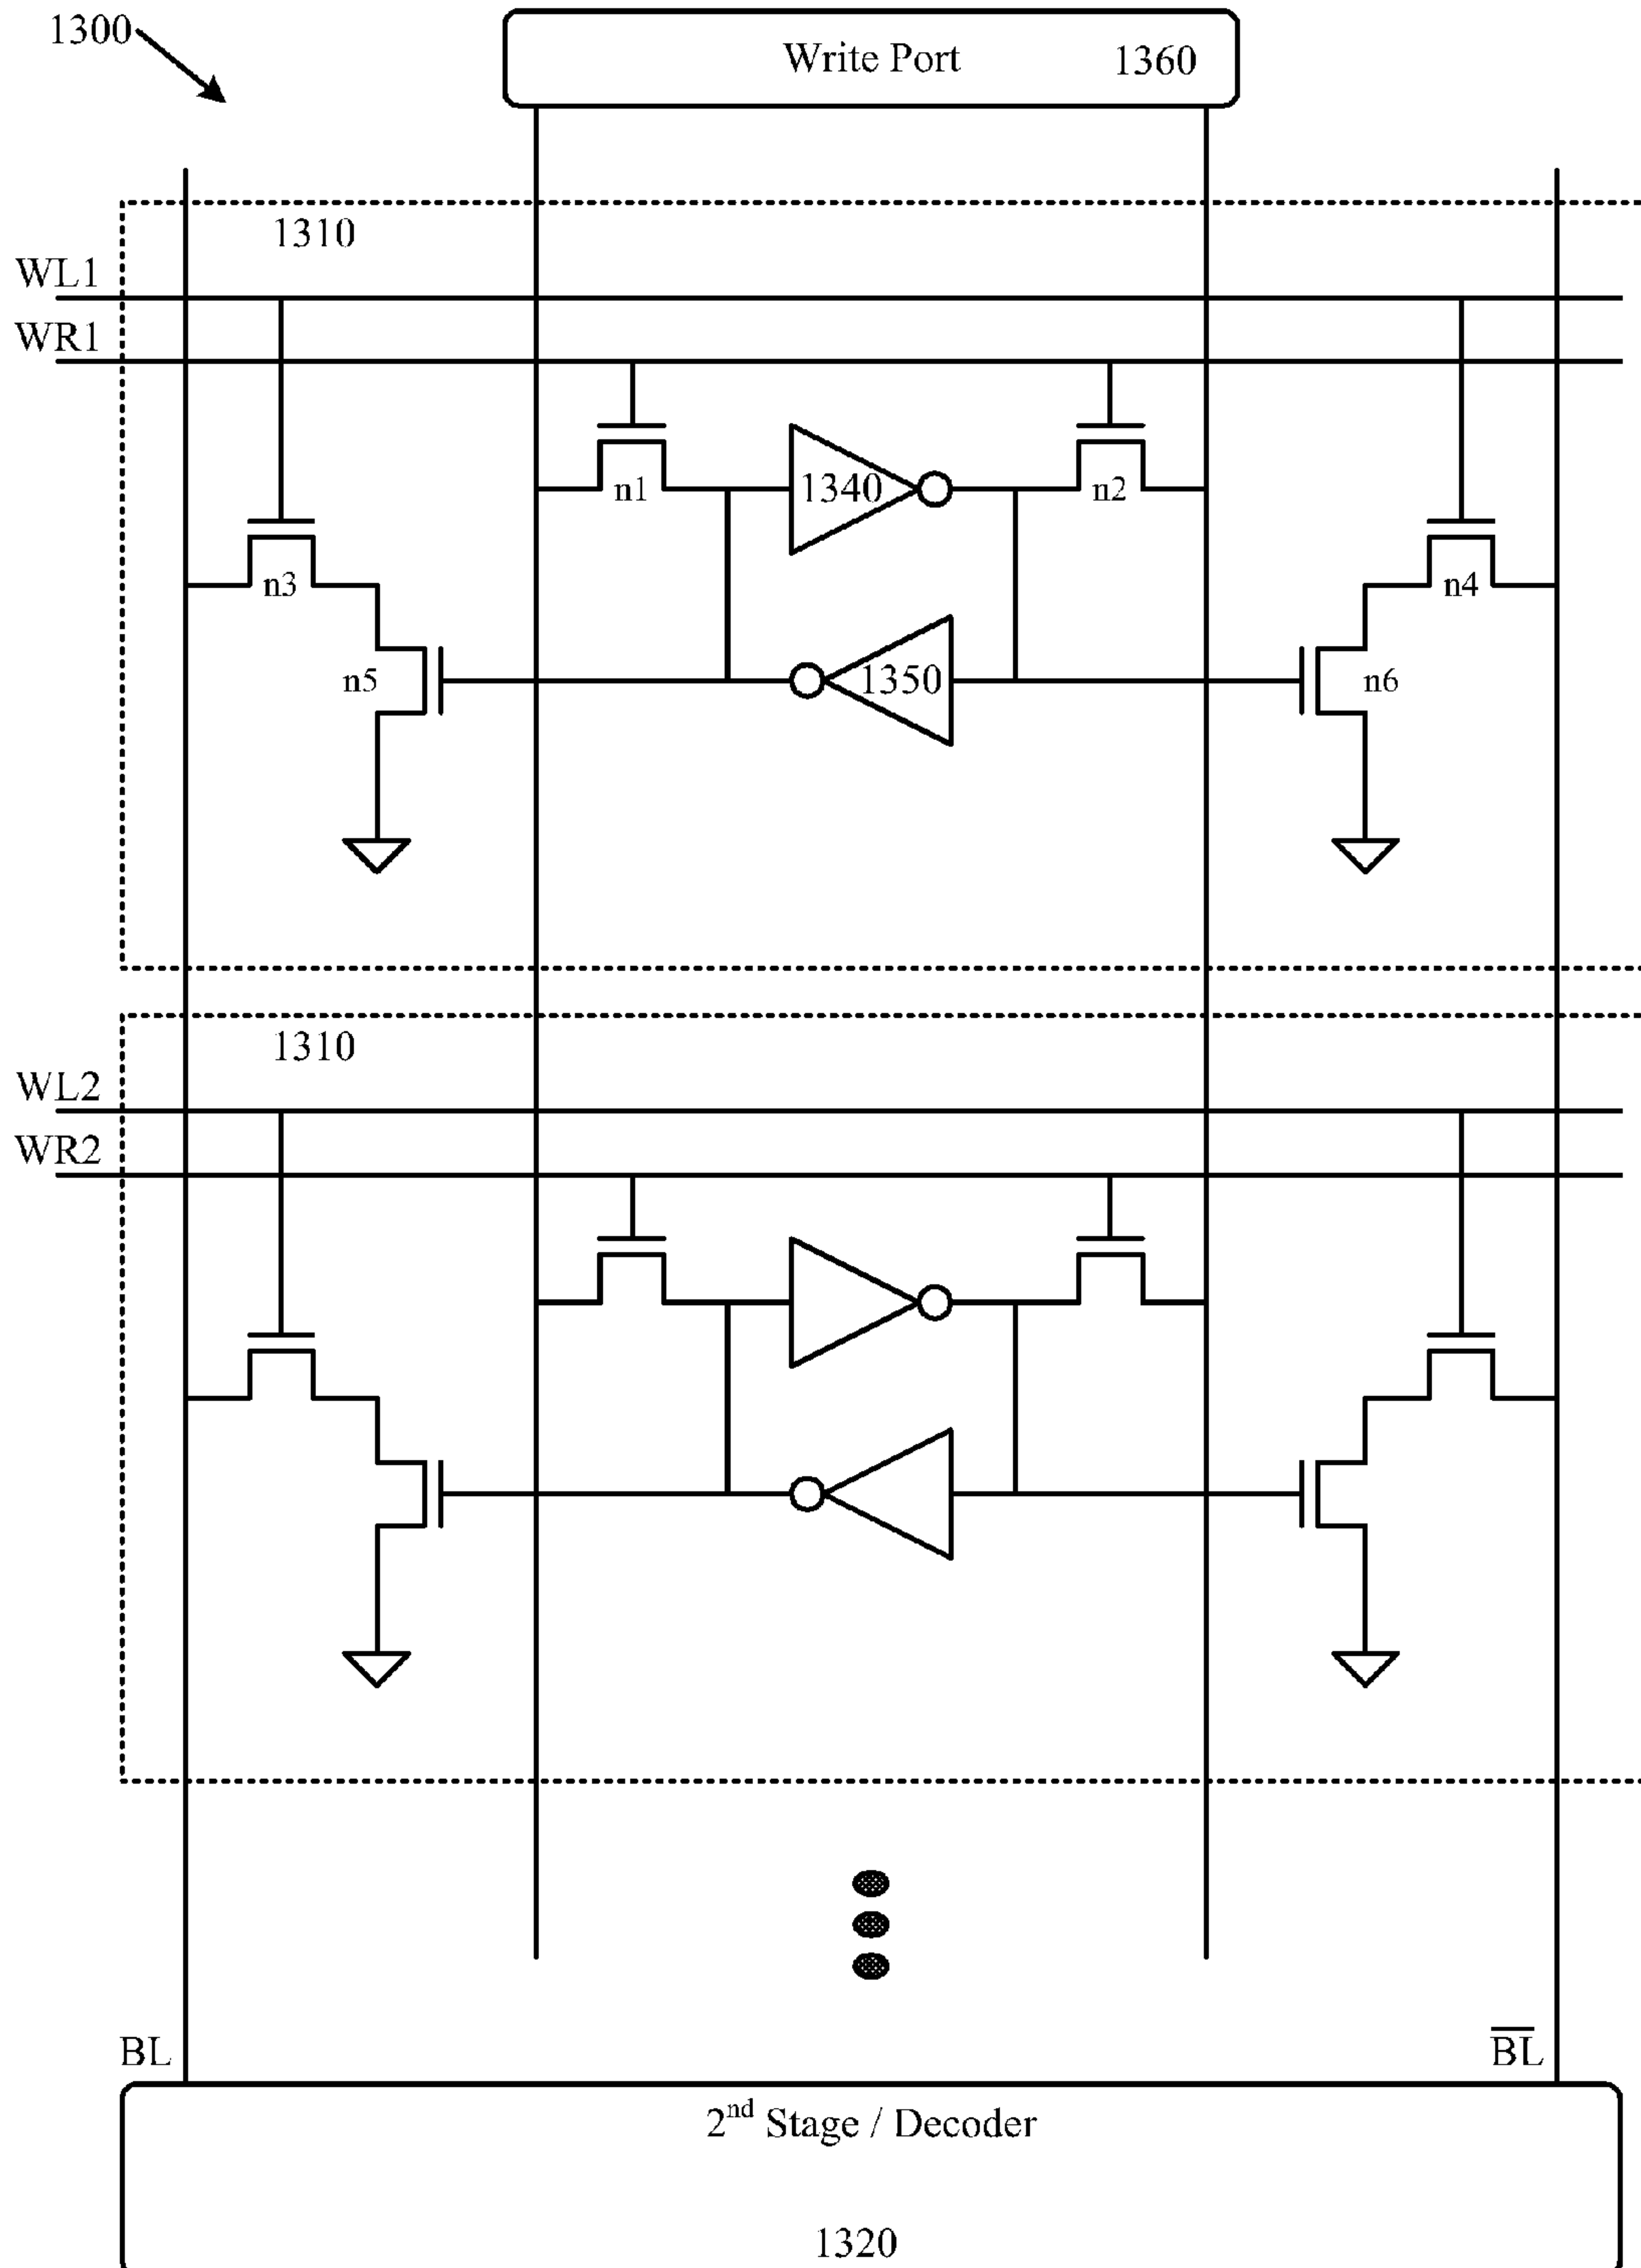 1300
Write Port 1360
1310
WL1
WR1
n1 1340 n2
n3 n4
n5 1350 n6
1310
WL2
WR2
BL B̅L̅
2nd Stage / Decoder
1320